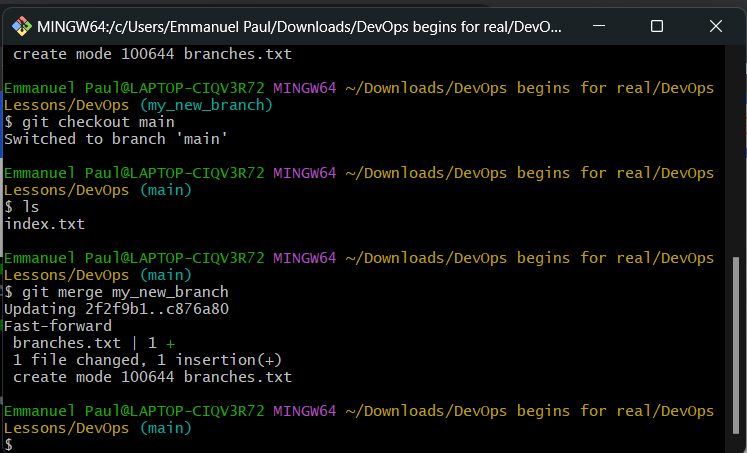 MINGW64:/c/Users/Emmanuel Paul/Downloads/DevOps begins for real/DevO...
create mode 100644 branches.txt
Emmanuel Paul@LAPTOP-CIQV3R72 MINGW64 ~/Downloads/DevOps begins for real/DevOps
Lessons/DevOps (my_new_branch)
$ git checkout main
Switched to branch 'main'
Emmanuel Paul@LAPTOP-CIQV3R72 MINGW64 ~/Downloads/DevOps begins for real/DevOps
Lessons/DevOps (main)
$ ls
index.txt
Emmanuel Paul@LAPTOP-CIQV3R72 MINGW64 ~/Downloads/DevOps begins for real/DevOps
Lessons/DevOps (main)
$ git merge my_new_branch
Updating 2f2f9b1..c876a80
Fast-forward
branches.txt | 1 +
1 file changed, 1 insertion(+)
create mode 100644 branches.txt
Emmanuel Paul@LAPTOP-CIQV3R72 MINGW64 ~/Downloads/DevOps begins for real/DevOps
Lessons/DevOps (main)
$